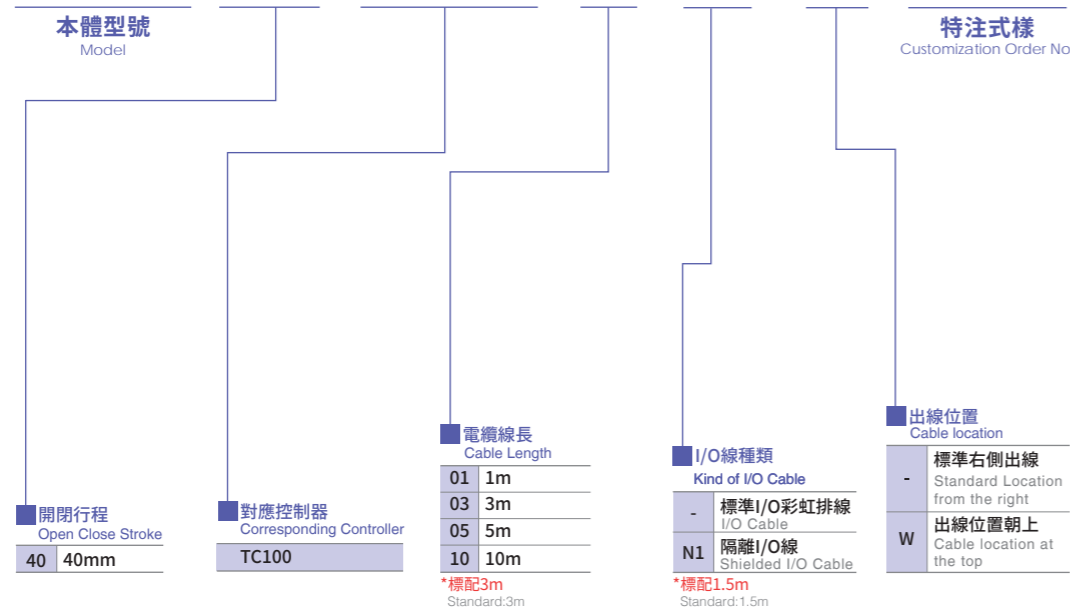 本體型號
Model
特注式樣
Customization Order No
開閉行程
Open Close Stroke
40 40mm
對應控制器
Corresponding Controller
TC100
電纜線長
Cable Length
01 1m
03 3m
05 5m
10 10m
*標配3m
Standard:3m
I/O線種類
Kind of I/O Cable
- 標準I/O彩虹排線
I/O Cable
N1 隔離I/O線
Shielded I/O Cable
*標配1.5m
Standard:1.5m
出線位置
Cable location
- 標準右側出線
Standard Location
from the right
W 出線位置朝上
Cable location at
the top